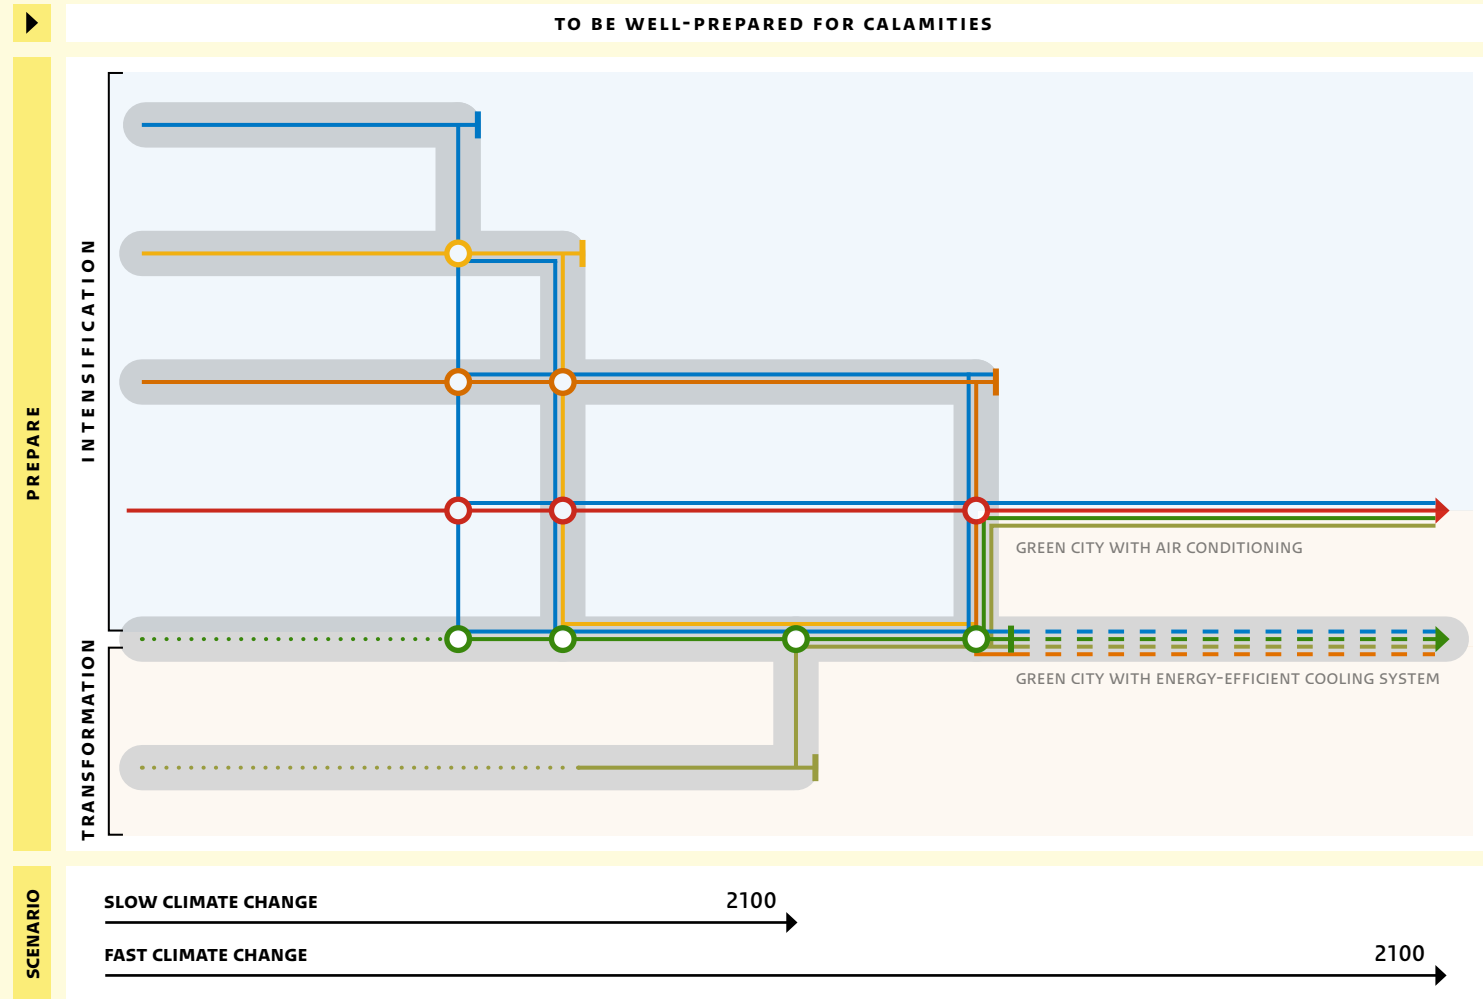 TO BE WELL-PREPARED FOR CALAMITIES
PREPARE
INTENSIFICATION
GREEN CITY WITH AIR CONDITIONING
TRANSFORMATION
GREEN CITY WITH ENERGY-EFFICIENT COOLING SYSTEM
SCENARIO
SLOW CLIMATE CHANGE 2100
FAST CLIMATE CHANGE 2100